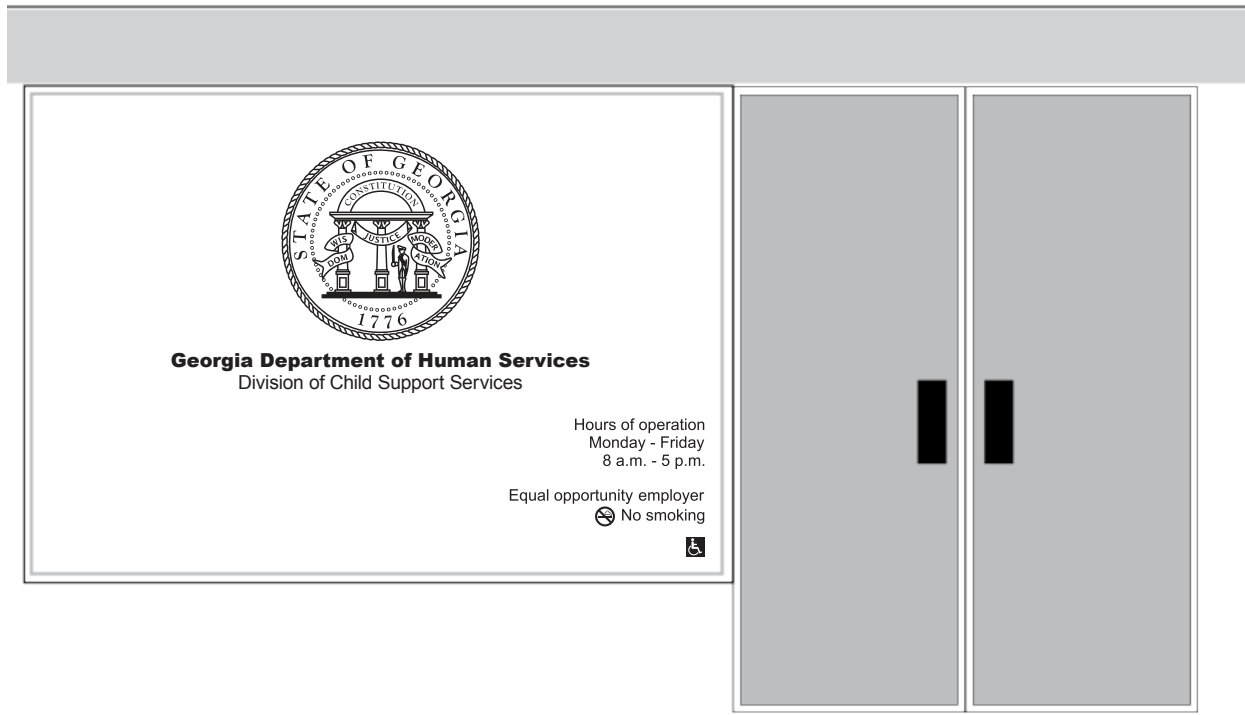 STATE OF GEORGIA
CONSTITUTION
WIS
DOM
JUSTICE
MODER
ATION
1776
Georgia Department of Human Services
Division of Child Support Services
Hours of operation
Monday - Friday
8 a.m. - 5 p.m.
Equal opportunity employer
No smoking